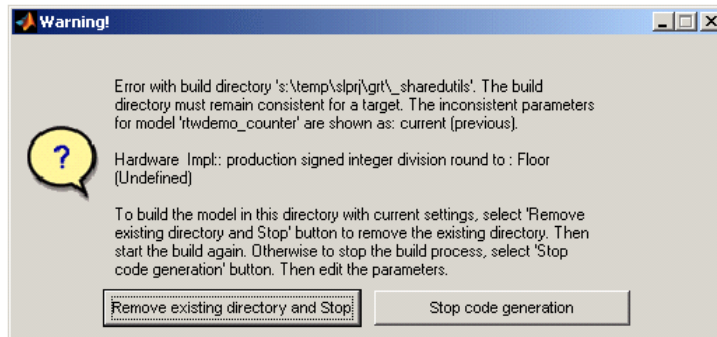 Warning!
Error with build directory 's:\temp\slprj\grt\_sharedutils'. The build
directory must remain consistent for a target. The inconsistent parameters
for model 'rtwdemo_counter' are shown as: current (previous).
Hardware Impl:: production signed integer division round to : Floor
(Undefined)
To build the model in this directory with current settings, select 'Remove
existing directory and Stop' button to remove the existing directory. Then
start the build again. Otherwise to stop the build process, select 'Stop
code generation' button. Then edit the parameters.
Remove existing directory and Stop Stop code generation